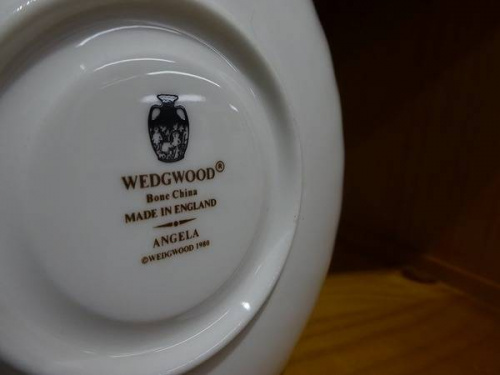 WEDGWOOD®
Bone China
MADE IN ENGLAND
ANGELA
©WEDGWOOD 1980